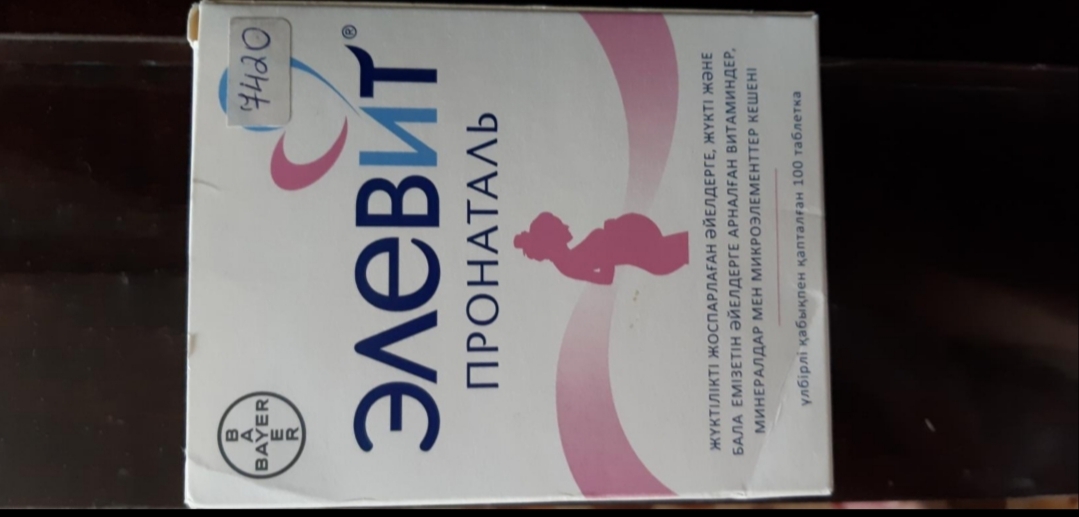 7420
BAYER
BAYER
ЭЛЕВИТ®
ПРОНАТАЛЬ
ЖҮКТІЛІКТІ ЖОСПАРЛАҒАН ӘЙЕЛДЕРГЕ, ЖҮКТІ ЖӘНЕ
БАЛА ЕМІЗЕТІН ӘЙЕЛДЕРГЕ АРНАЛҒАН ВИТАМИНДЕР,
МИНЕРАЛДАР МЕН МИКРОЭЛЕМЕНТТЕР КЕШЕНІ
үлбірлі қабықпен қапталған 100 таблетка